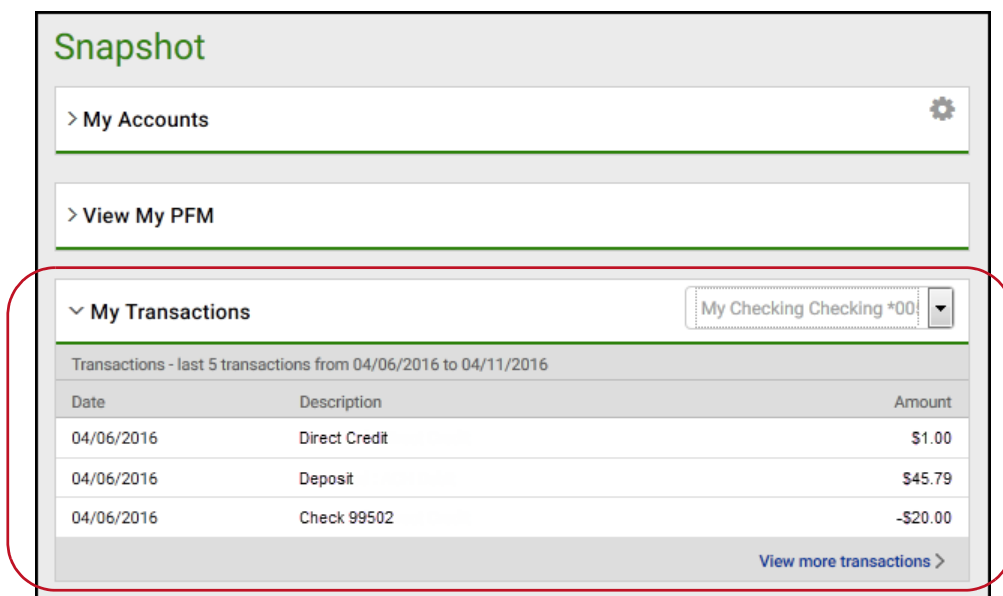 Snapshot
My Accounts
View My PFM
My Transactions My Checking Checking *00
Transactions - last 5 transactions from 04/06/2016 to 04/11/2016
Date Description Amount
04/06/2016 Direct Credit $1.00
04/06/2016 Deposit $45.79
04/06/2016 Check 99502 -$20.00
View more transactions